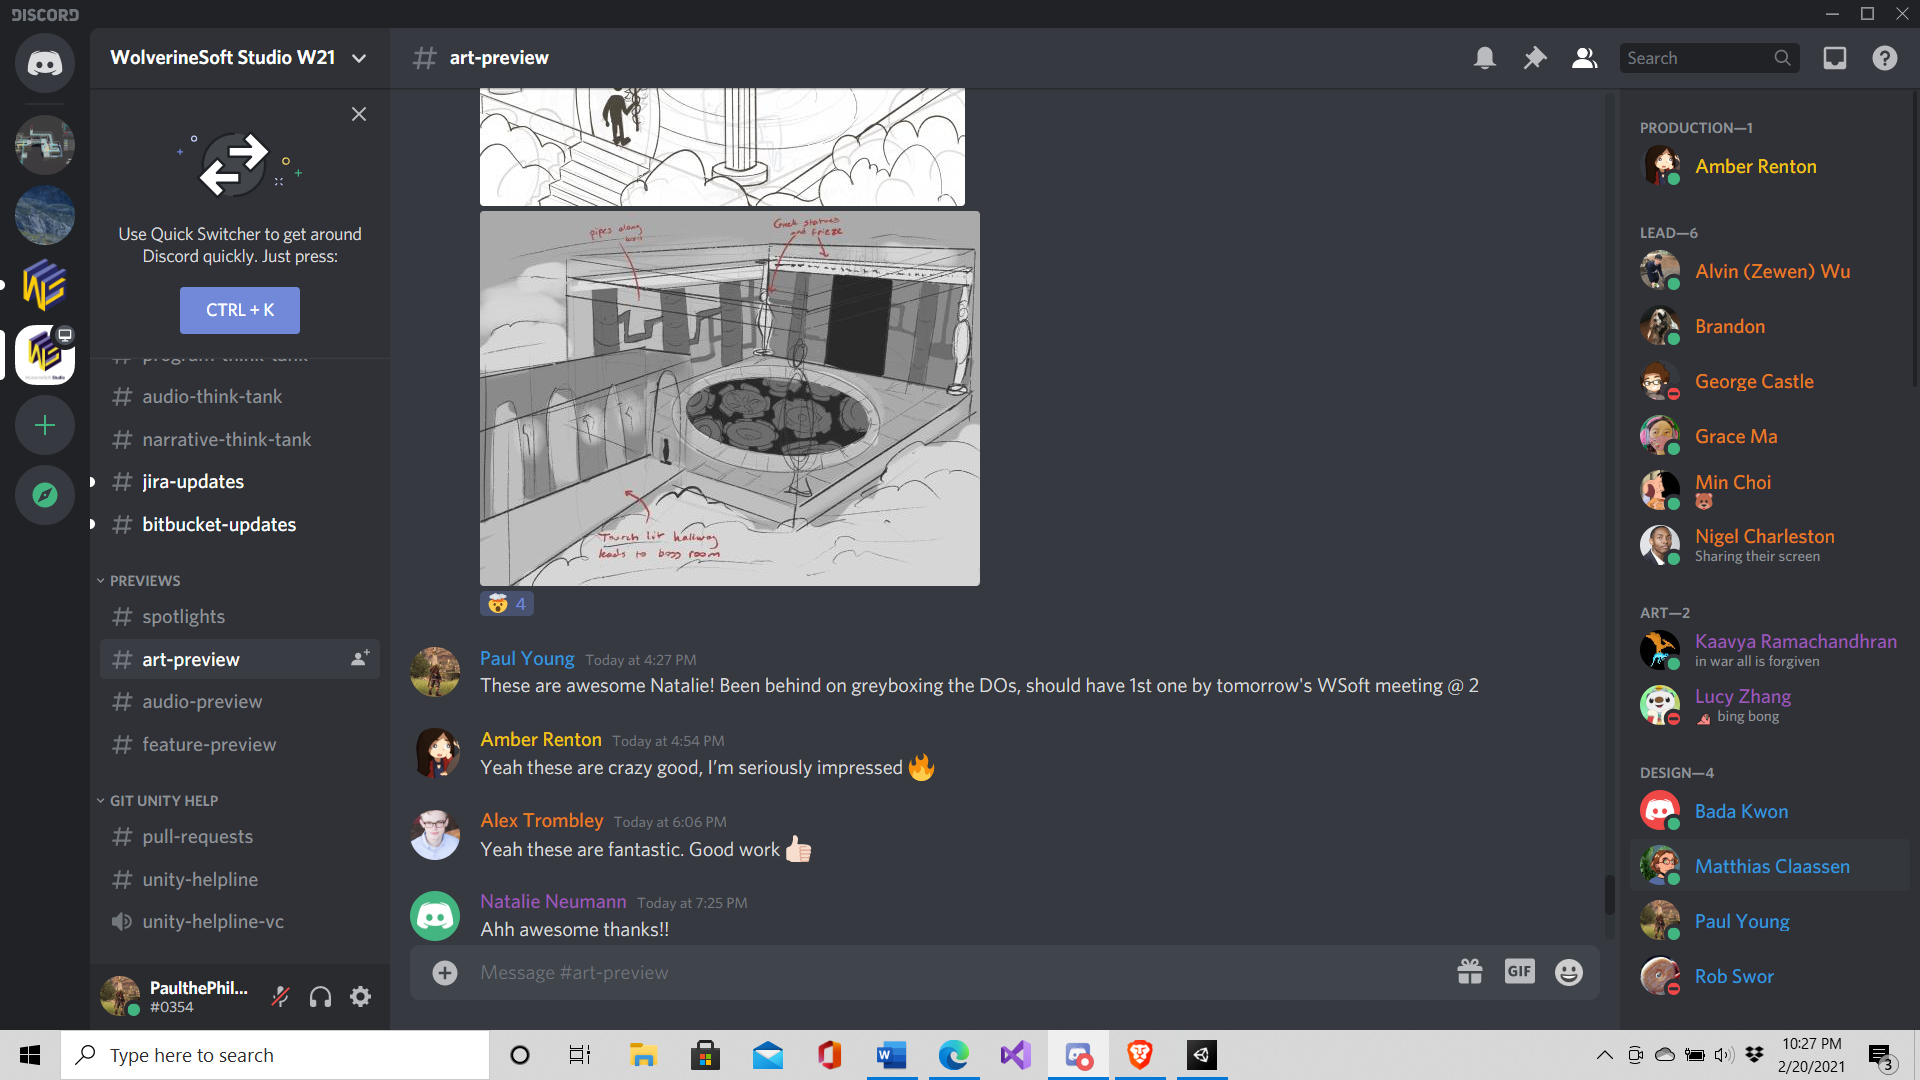 DISCORD
WolverineSoft Studio W21
art-preview
Search
Use Quick Switcher to get around
Discord quickly. Just press:
CTRL + K
program-think-tank
audio-think-tank
narrative-think-tank
jira-updates
bitbucket-updates
PREVIEWS
spotlights
art-preview
audio-preview
feature-preview
GIT UNITY HELP
pull-requests
unity-helpline
unity-helpline-vc
PaulthePhil...
#0354
pipes along
Greek statues
and frieze
Tourch lit hallway
leads to boss room
4
Paul Young Today at 4:27 PM
These are awesome Natalie! Been behind on greyboxing the DOs, should have 1st one by tomorrow's WSoft meeting @ 2
Amber Renton Today at 4:54 PM
Yeah these are crazy good, I'm seriously impressed
Alex Trombley Today at 6:06 PM
Yeah these are fantastic. Good work
Natalie Neumann Today at 7:25 PM
Ahh awesome thanks!!
Message #art-preview
GIF
PRODUCTION—1
Amber Renton
LEAD—6
Alvin (Zewen) Wu
Brandon
George Castle
Grace Ma
Min Choi
Nigel Charleston
Sharing their screen
ART—2
Kaavya Ramachandhran
in war all is forgiven
Lucy Zhang
bing bong
DESIGN—4
Bada Kwon
Matthias Claassen
Paul Young
Rob Swor
Type here to search
10:27 PM
2/20/2021
3